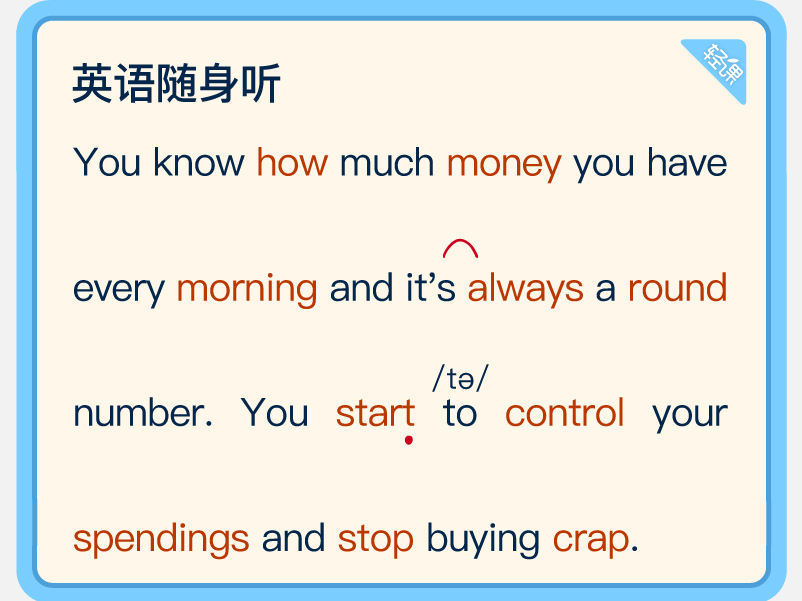 英语随身听
轻课
You know how much money you have
every morning and it's always a round
/tə/
number. You start to control your
spendings and stop buying crap.